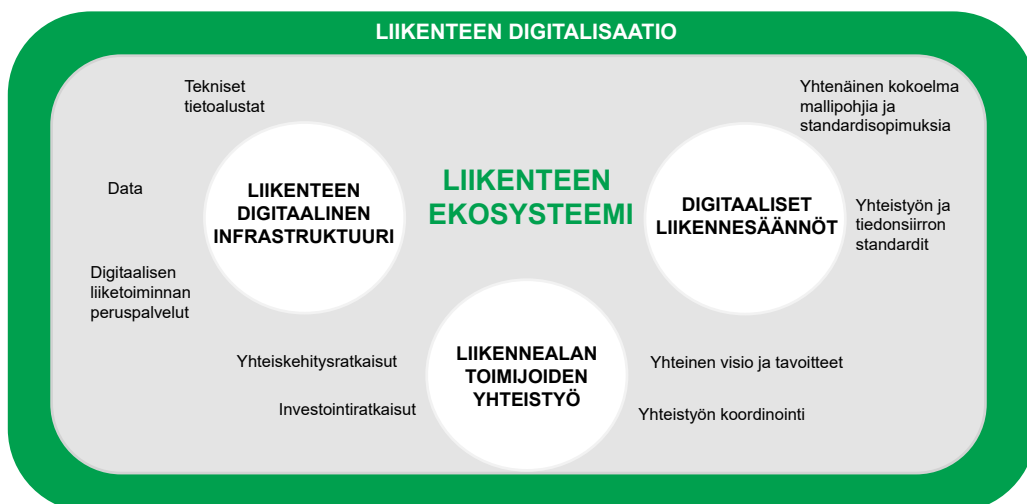 LIIKENTEEN DIGITALISAATIO
Tekniset
tietoalustat
Data
Digitaalisen
liiketoiminnan
peruspalvelut
LIIKENTEEN
DIGITAALINEN
INFRASTRUKTUURI
LIIKENTEEN
EKOSYSTEEMI
DIGITAALISET
LIIKENNESÄÄNNÖT
Yhtenäinen kokoelma
mallipohjia ja
standardisopimuksia
Yhteistyön ja
tiedonsiirron
standardit
Yhteiskehitysratkaisut
Investointiratkaisut
LIIKENNEALAN
TOIMIJOIDEN
YHTEISTYÖ
Yhteinen visio ja tavoitteet
Yhteistyön koordinointi